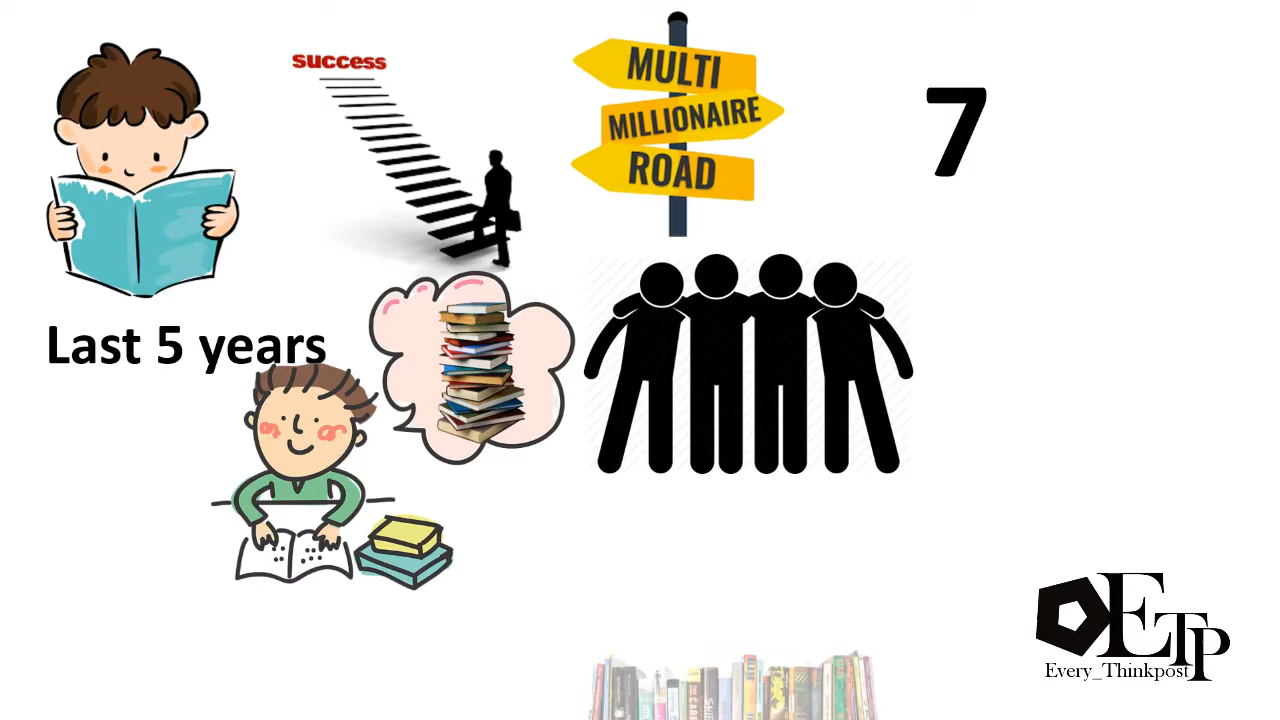 success
MULTI
MILLIONAIRE
ROAD
7
Last 5 years
ETP
Every_Thinkpost